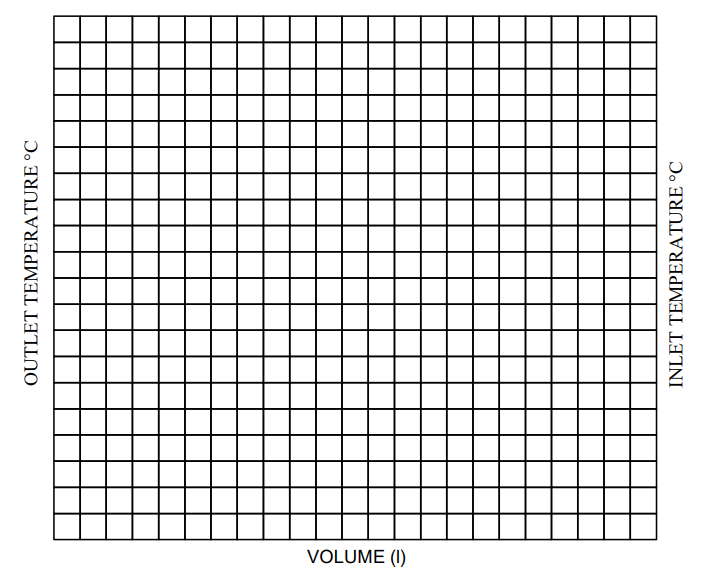 OUTLET TEMPERATURE °C
INLET TEMPERATURE °C
VOLUME (l)